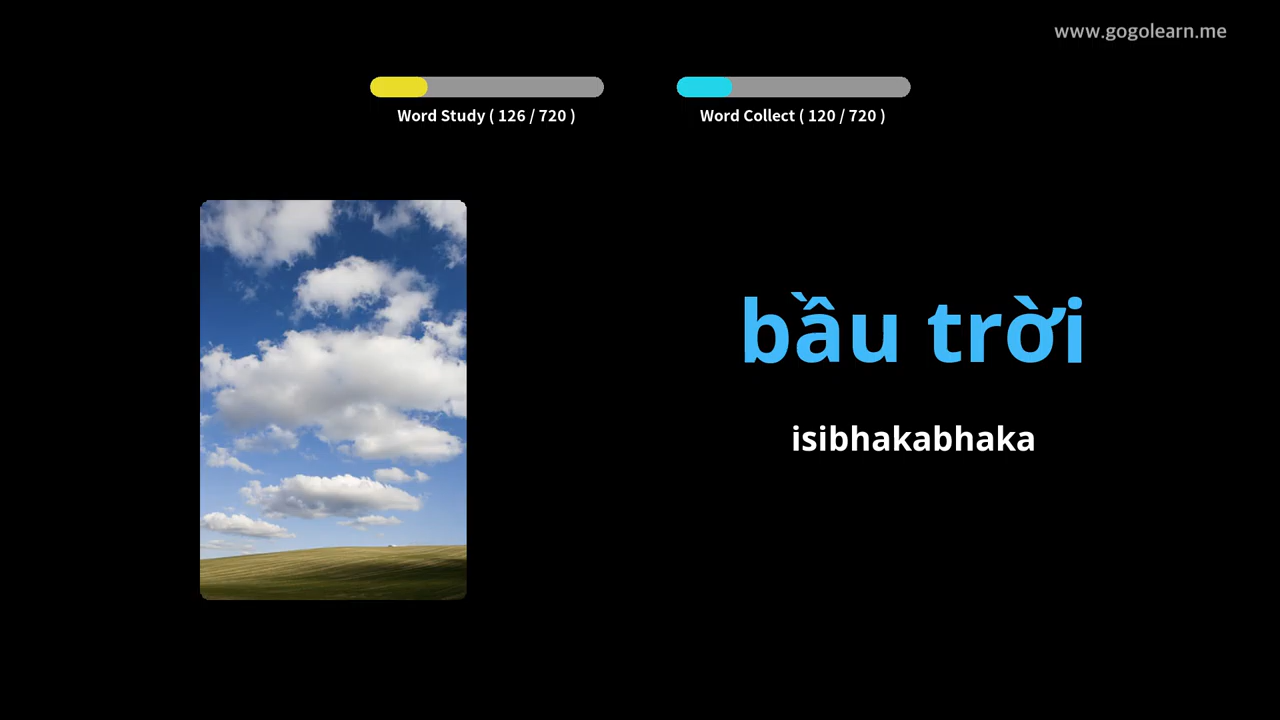 www.gogolearn.me
Word Study ( 126 / 720 )
Word Collect ( 120 / 720 )
bầu trời
isibhakabhaka